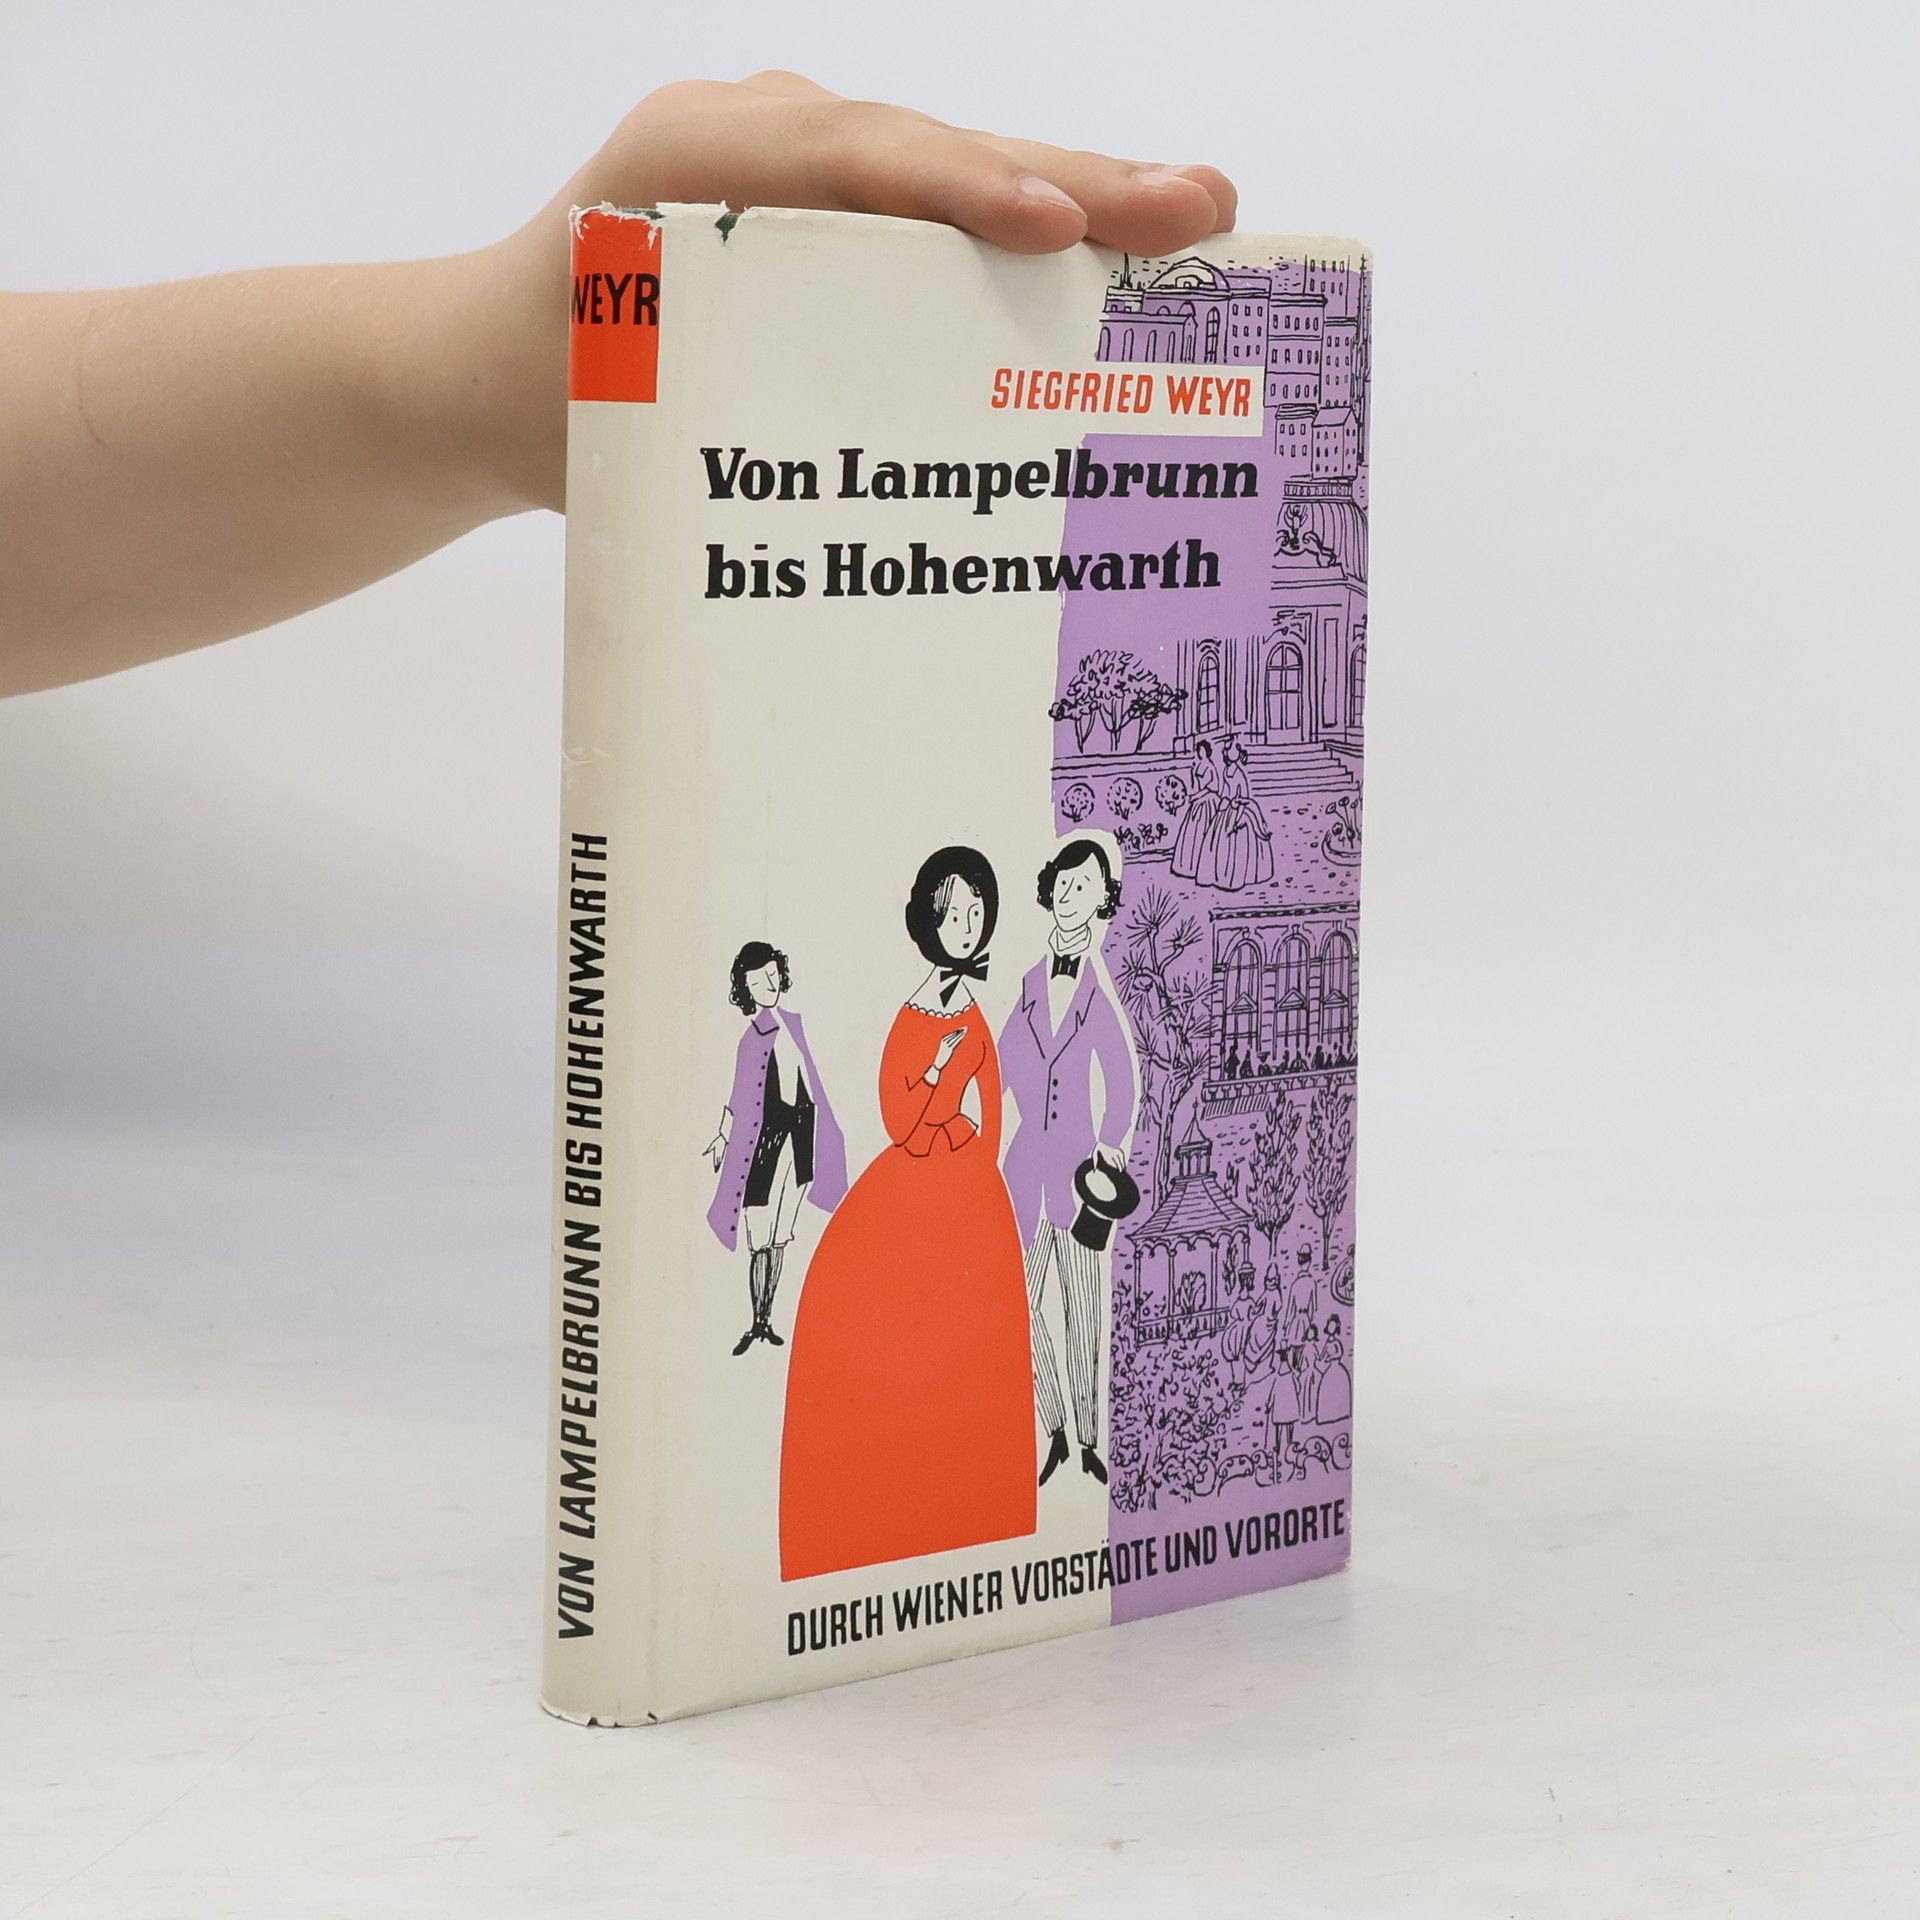 WEYR
VON LAMPELBRUNN BIS HOHENWARTH
SIEGFRIED WEYR
Von Lampelbrunn
bis Hohenwarth
DURCH WIENER VORSTÄDTE UND VORORTE